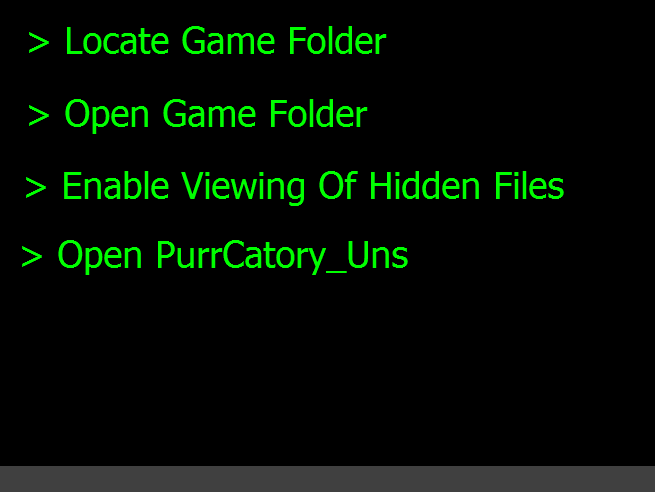 > Locate Game Folder
> Open Game Folder
> Enable Viewing Of Hidden Files
> Open PurrCatory_Uns